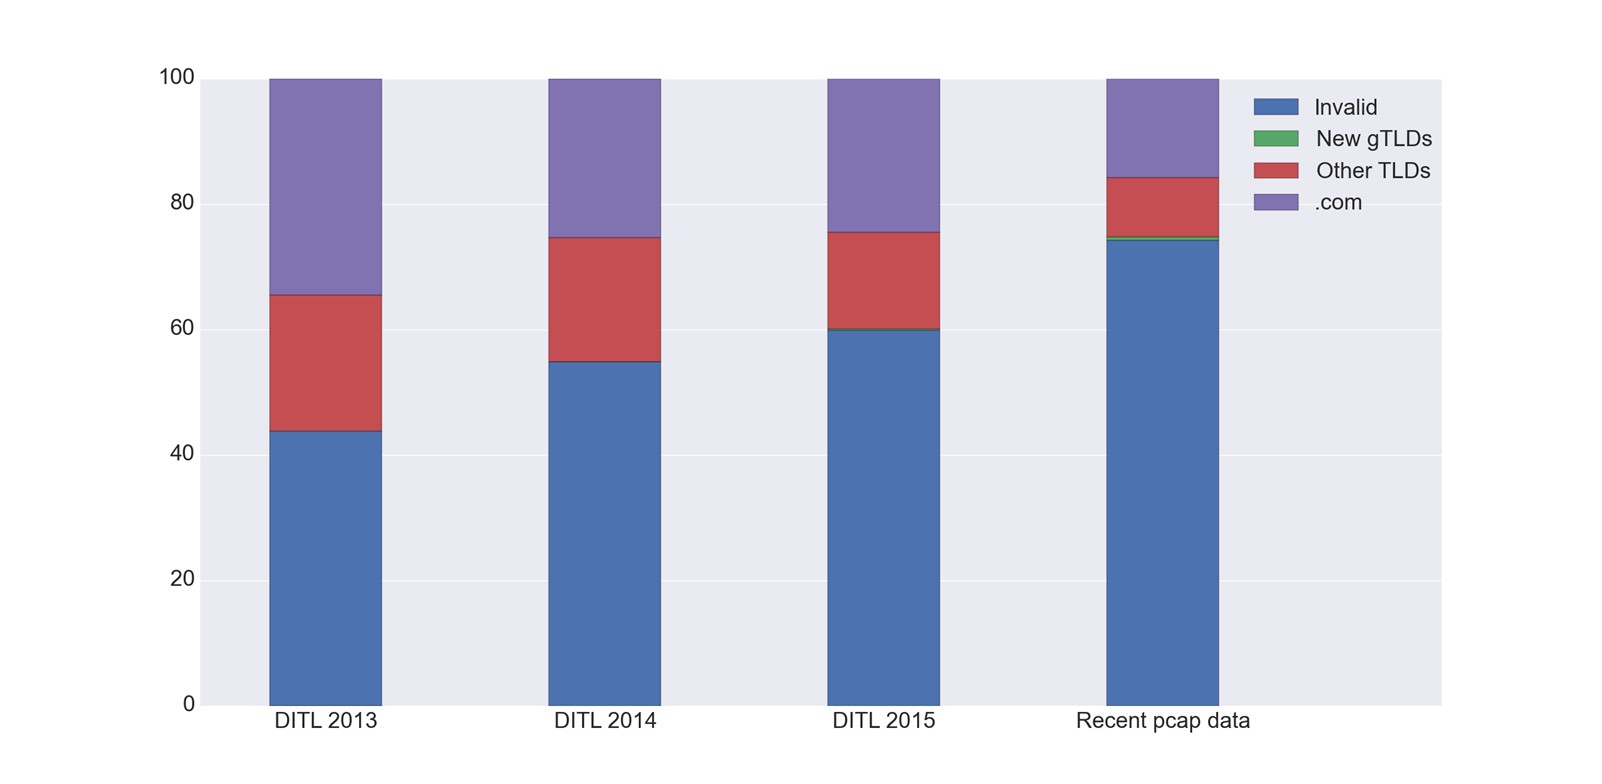 100
80
60
40
20
0
DITL 2013
DITL 2014
DITL 2015
Recent pcap data
Invalid
New gTLDs
Other TLDs
.com